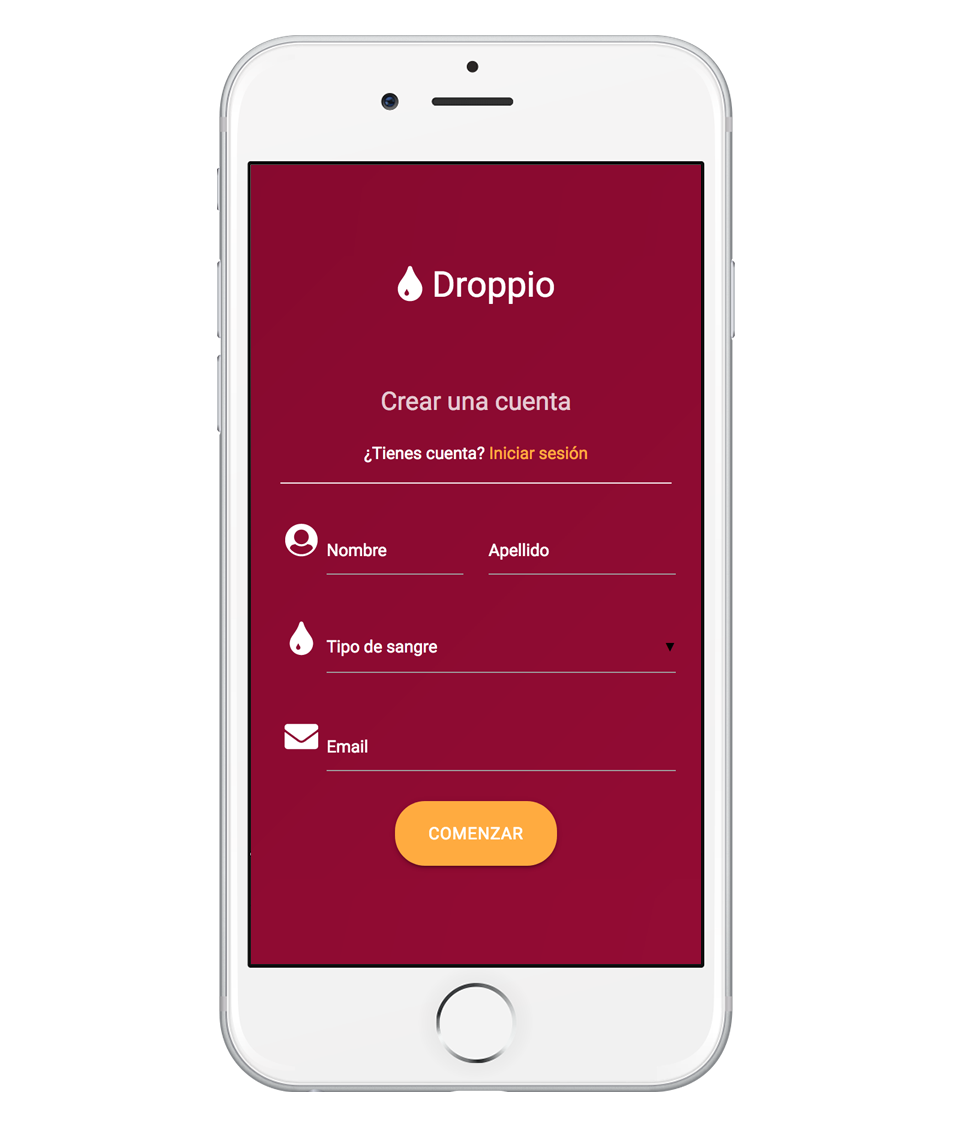 Droppio
Crear una cuenta
¿Tienes cuenta? Iniciar sesión
Nombre Apellido
Tipo de sangre
Email
COMENZAR